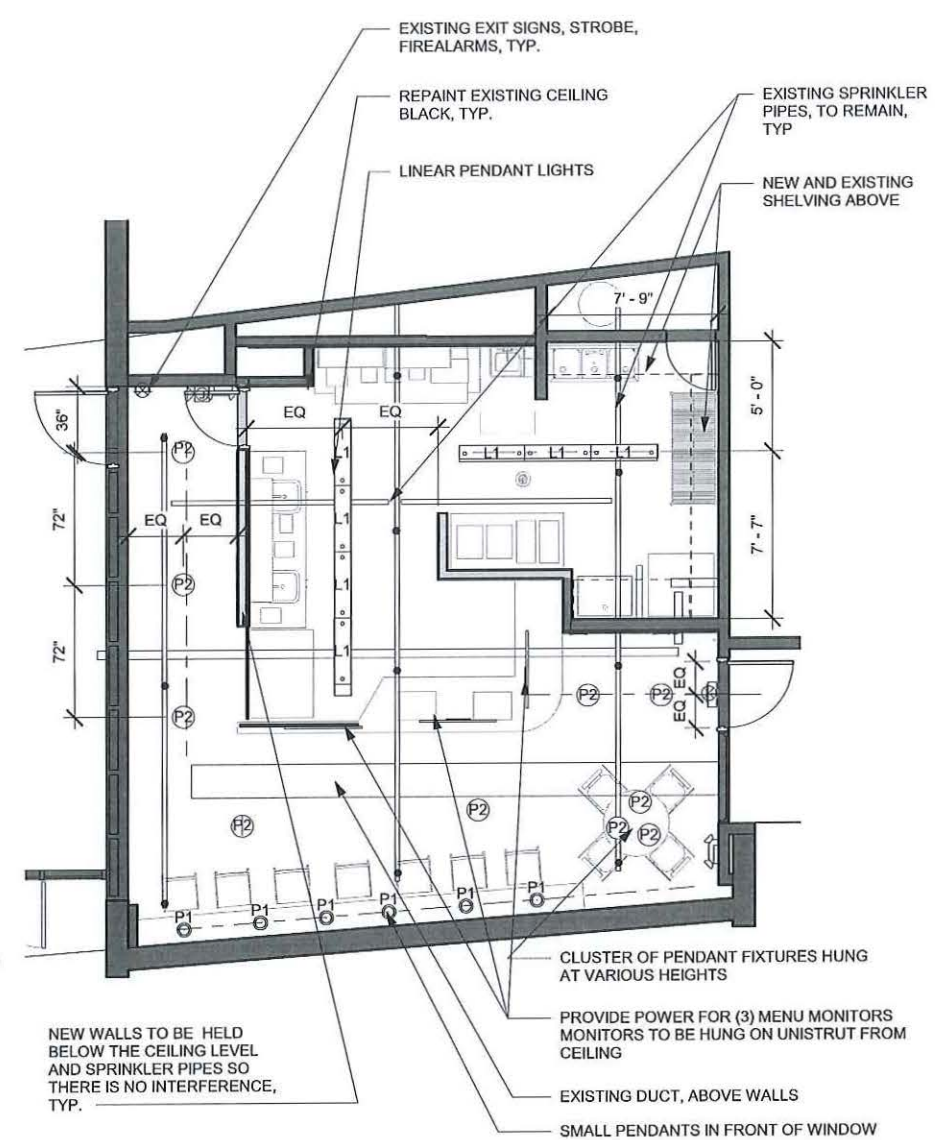 EXISTING EXIT SIGNS, STROBE,
FIREALARMS, TYP.
REPAINT EXISTING CEILING
BLACK, TYP.
EXISTING SPRINKLER
PIPES, TO REMAIN,
TYP
LINEAR PENDANT LIGHTS
NEW AND EXISTING
SHELVING ABOVE
7' - 9"
36"
5' - 0"
EQ
EQ
P2
L1
L1
L1
L1
72"
EQ
EQ
L1
7' - 7"
P2
L1
72"
L1
P2
P2
P2
EQ
EQ
P2
P2
P2
P2
P2
P1
P1
P1
P1
P1
P1
CLUSTER OF PENDANT FIXTURES HUNG
AT VARIOUS HEIGHTS
PROVIDE POWER FOR (3) MENU MONITORS
MONITORS TO BE HUNG ON UNISTRUT FROM
CEILING
NEW WALLS TO BE HELD
BELOW THE CEILING LEVEL
AND SPRINKLER PIPES SO
THERE IS NO INTERFERENCE,
TYP.
EXISTING DUCT, ABOVE WALLS
SMALL PENDANTS IN FRONT OF WINDOW